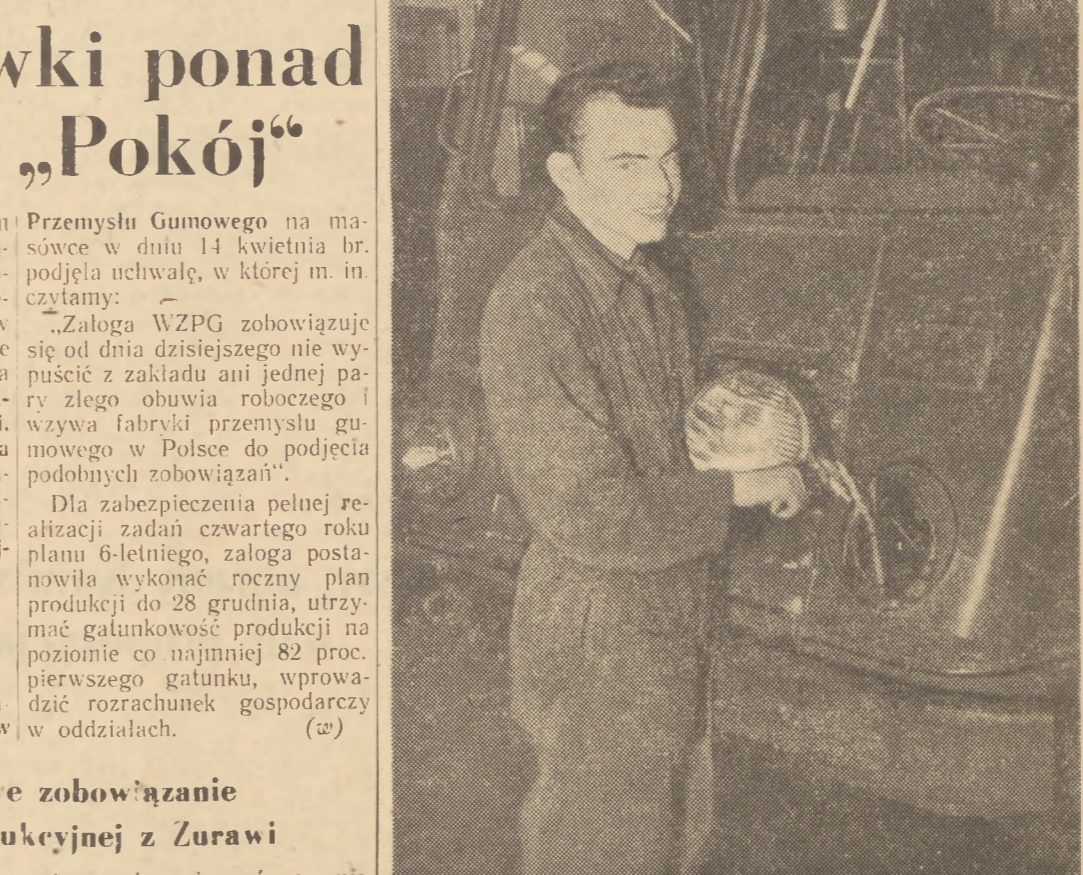 ponad
„Pokój“
Przemysłu Gumowego na ma-
sówce w dniu 14 kwietnia br.
podjęła uchwałę, w której m. in.
czytamy:
„Załoga WZPG zobowiązuje
się od dnia dzisiejszego nie wy-
puścić z zakładu ani jednej pa-
ry złego obuwia roboczego i
wzywa fabryki przemysłu gu-
mowego w Polsce do podjęcia
podobnych zobowiązań“.
Dla zabezpieczenia pełnej re-
alizacji zadań czwartego roku
planu 6-letniego, załoga posta-
nowiła wykonać roczny plan
produkcji do 28 grudnia, utrzy-
mać gatunkowość produkcji na
poziomie co najmniej 82 proc.
pierwszego gatunku, wprowa-
dzić rozrachunek gospodarczy
w oddziałach. (w)
zobowiązanie
z Żurawi